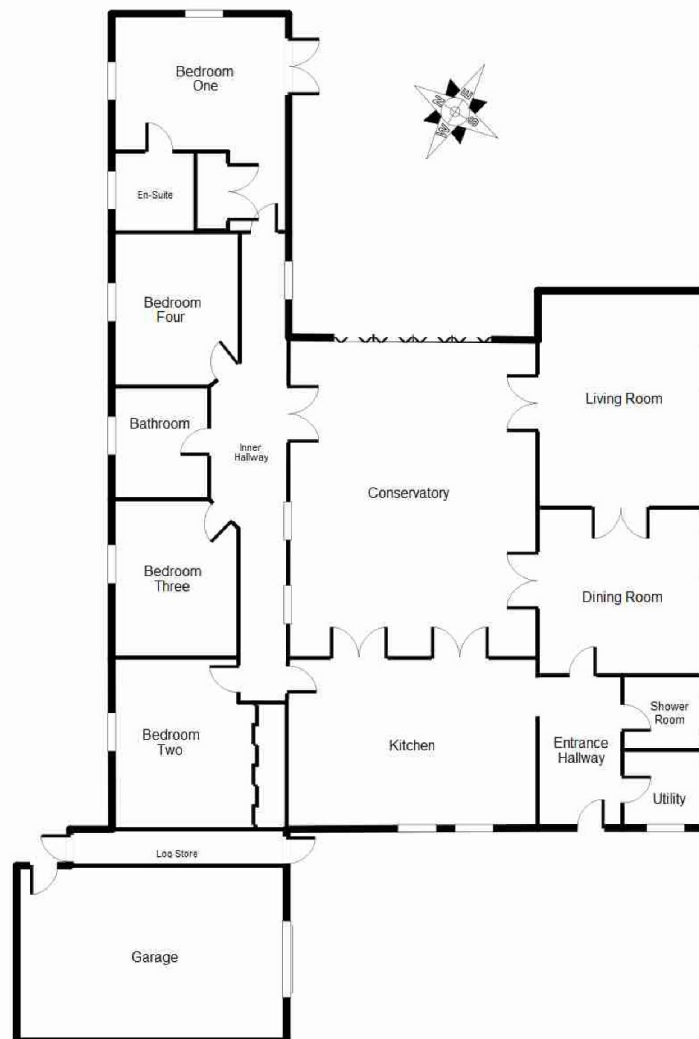 Bedroom
One
N
E
S
W
En-Suite
Bedroom
Four
Living Room
Bathroom
Inner
Hallway
Conservatory
Bedroom
Three
Dining Room
Shower
Room
Bedroom
Two
Kitchen
Entrance
Hallway
Utility
Log Store
Garage